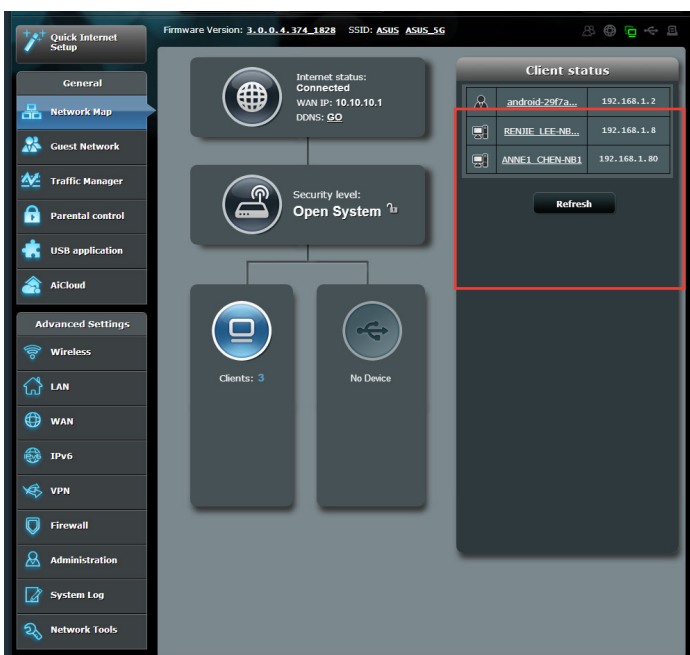 Quick Internet
Setup
Firmware Version: 3.0.0.4.374_1828 SSID: ASUS ASUS_5G
General
Network Map
Guest Network
Traffic Manager
Parental control
USB application
AiCloud
Advanced Settings
Wireless
LAN
WAN
IPv6
VPN
Firewall
Administration
System Log
Network Tools
Internet status:
Connected
WAN IP: 10.10.10.1
DDNS: GO
Security level:
Open System
Clients: 3
No Device
Client status
android-29f7a... 192.168.1.2
RENJIE_LEE-NB... 192.168.1.8
ANNE1_CHEN-NB1 192.168.1.80
Refresh